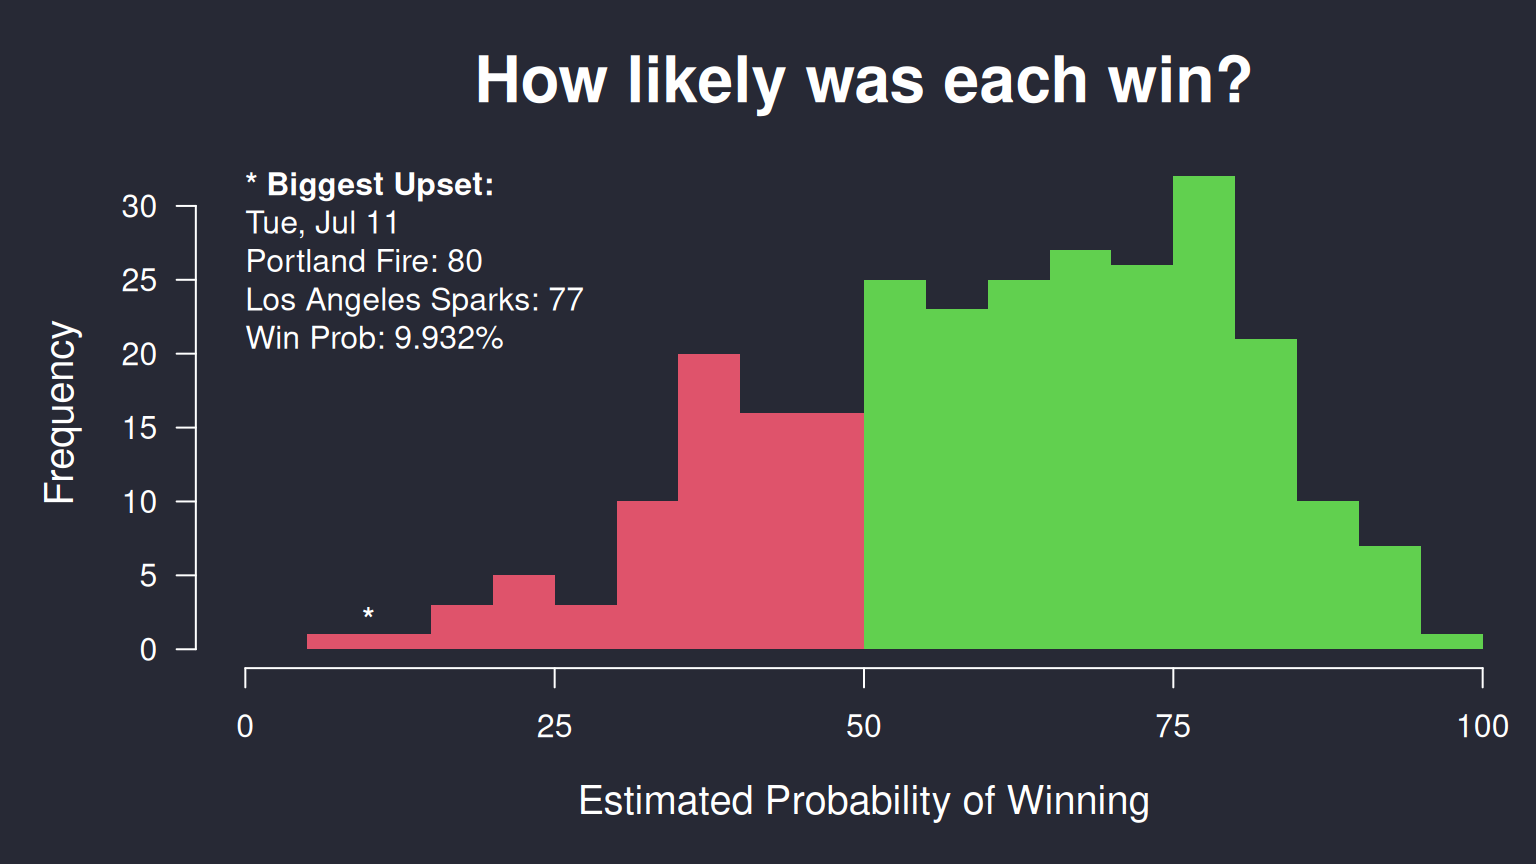 How likely was each win?
* Biggest Upset:
Tue, Jul 11
Portland Fire: 80
Los Angeles Sparks: 77
Win Prob: 9.932%
Frequency
30
25
20
15
10
5
0
*
0 25 50 75 100
Estimated Probability of Winning